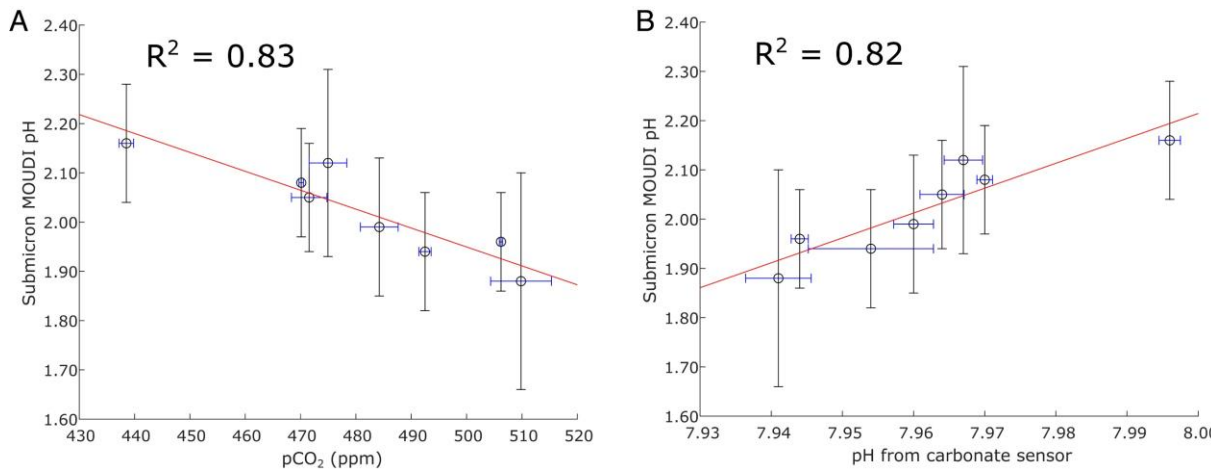 A
R² = 0.83
Submicron MOUDI pH
2.40
2.30
2.20
2.10
2.00
1.90
1.80
1.70
1.60
430 440 450 460 470 480 490 500 510 520
pCO₂ (ppm)
B
R² = 0.82
Submicron MOUDI pH
2.40
2.30
2.20
2.10
2.00
1.90
1.80
1.70
1.60
7.93 7.94 7.95 7.96 7.97 7.98 7.99 8.00
pH from carbonate sensor